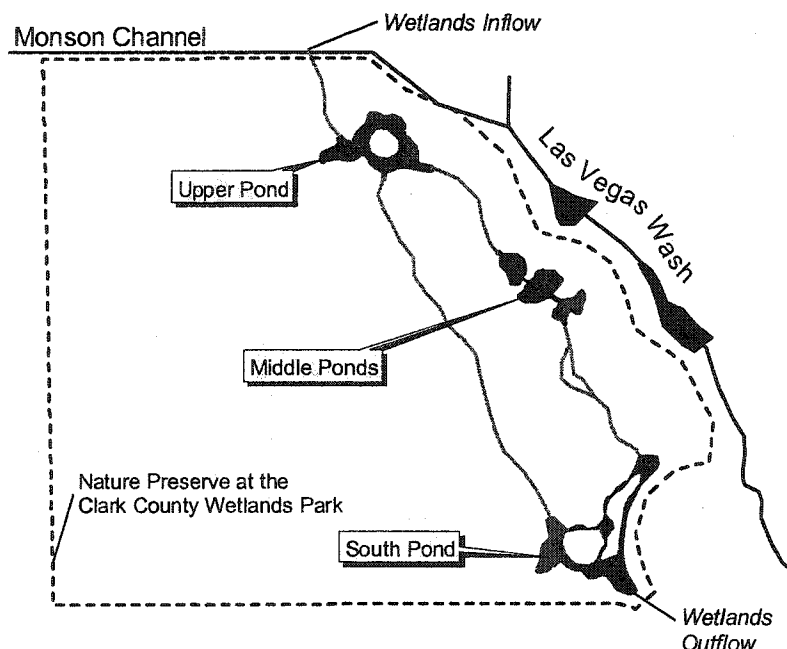 Wetlands Inflow
Monson Channel
Las Vegas Wash
Upper Pond
Middle Ponds
Nature Preserve at the
Clark County Wetlands Park
South Pond
Wetlands
Outflow